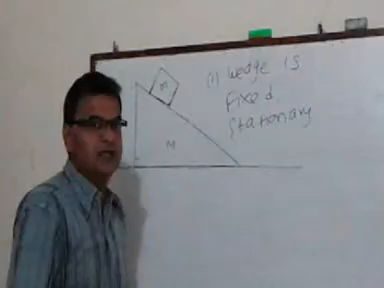 M
(1) Wedge is
Fixed
Stationary
M